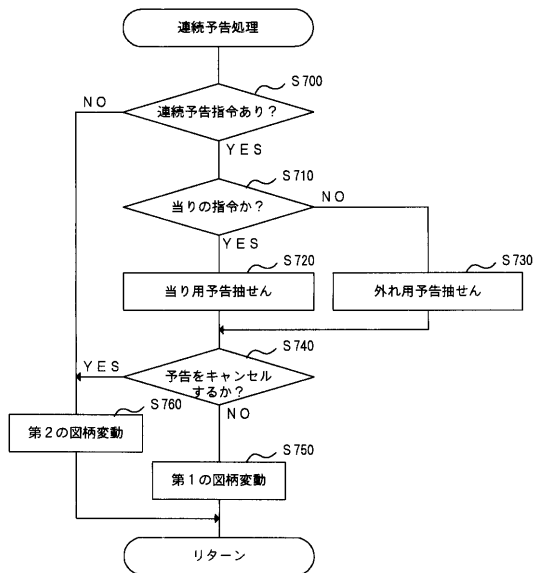 連続予告処理
S700
NO
連続予告指令あり？
YES
S710
当りの指令か？
NO
YES
S720
当り用予告抽せん
S730
外れ用予告抽せん
S740
YES
予告をキャンセル
するか？
NO
S760
第2の図柄変動
S750
第1の図柄変動
リターン